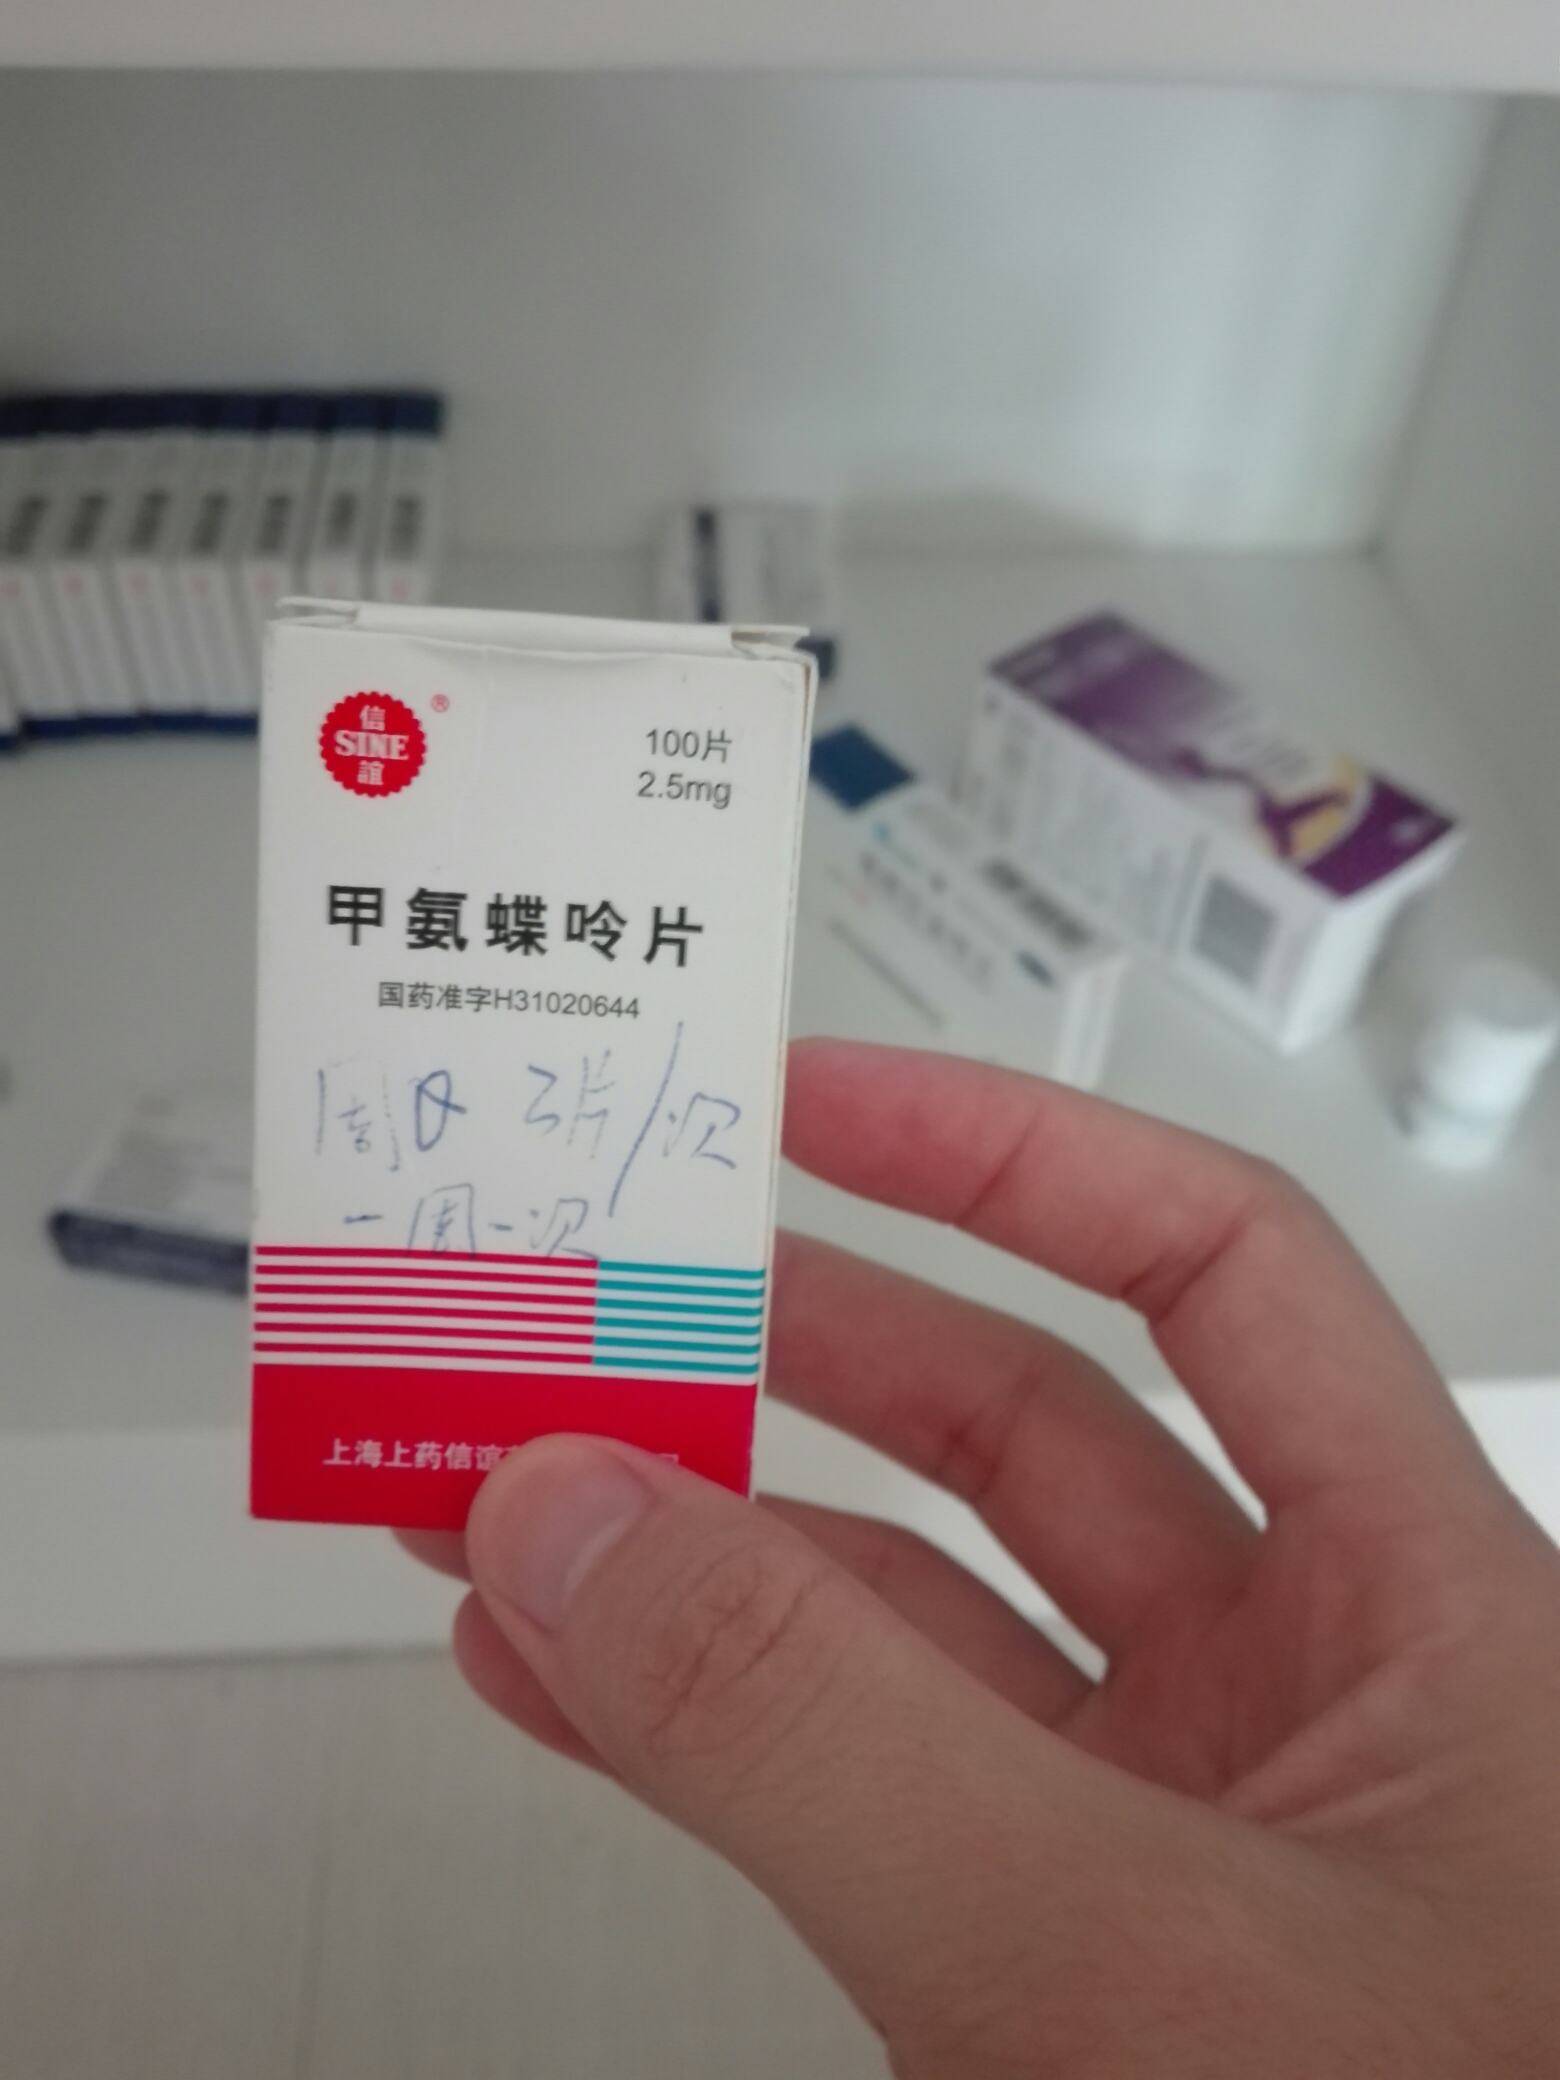 信
SINE
誼
®
100片
2.5mg
甲氨蝶呤片
国药准字H31020644
周日 片/次
一周一次
上海上药信谊